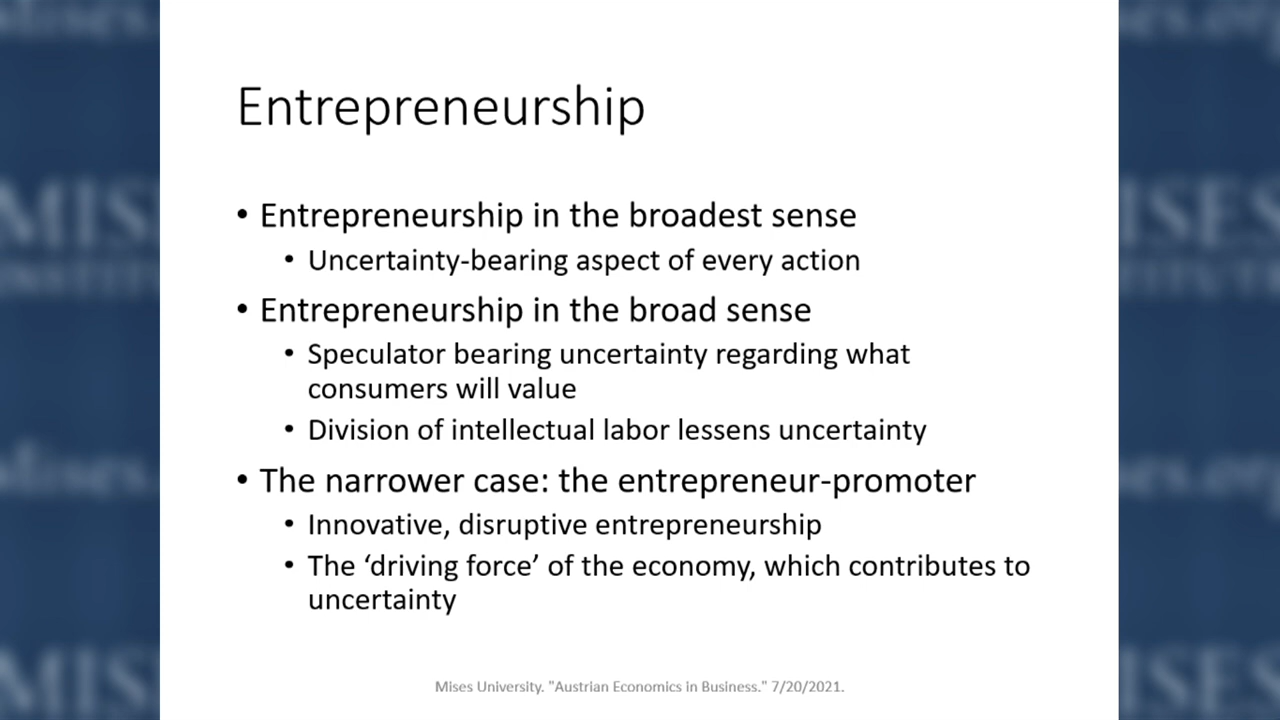 Entrepreneurship
• Entrepreneurship in the broadest sense
• Uncertainty-bearing aspect of every action
• Entrepreneurship in the broad sense
• Speculator bearing uncertainty regarding what
consumers will value
• Division of intellectual labor lessens uncertainty
• The narrower case: the entrepreneur-promoter
• Innovative, disruptive entrepreneurship
• The ‘driving force’ of the economy, which contributes to
uncertainty
Mises University. "Austrian Economics in Business." 7/20/2021.